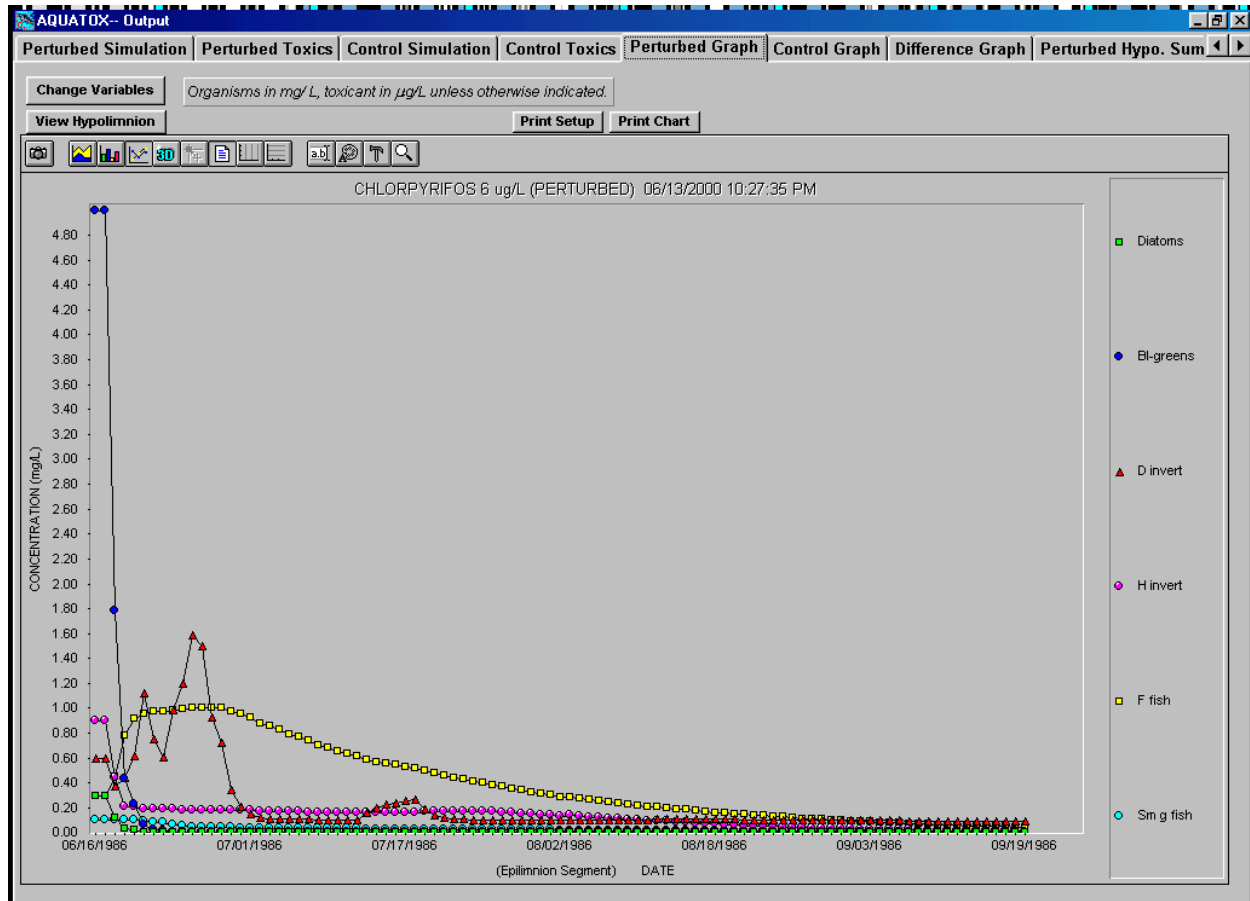 AQUATOX-- Output
Perturbed Simulation Perturbed Toxics Control Simulation Control Toxics Perturbed Graph Control Graph Difference Graph Perturbed Hypo. Sum
Change Variables Organisms in mg/ L, toxicant in µg/L unless otherwise indicated.
View Hypolimnion Print Setup Print Chart
3D a.b
CHLORPYRIFOS 6 ug/L (PERTURBED) 06/13/2000 10:27:35 PM
CONCENTRATION (mg/L)
4.80
4.60
4.40
4.20
4.00
3.80
3.60
3.40
3.20
3.00
2.80
2.60
2.40
2.20
2.00
1.80
1.60
1.40
1.20
1.00
0.80
0.60
0.40
0.20
0.00
06/16/1986 07/01/1986 07/17/1986 08/02/1986 08/18/1986 09/03/1986 09/19/1986
(Epilimnion Segment) DATE
Diatoms
Bl-greens
D invert
H invert
F fish
Sm g fish